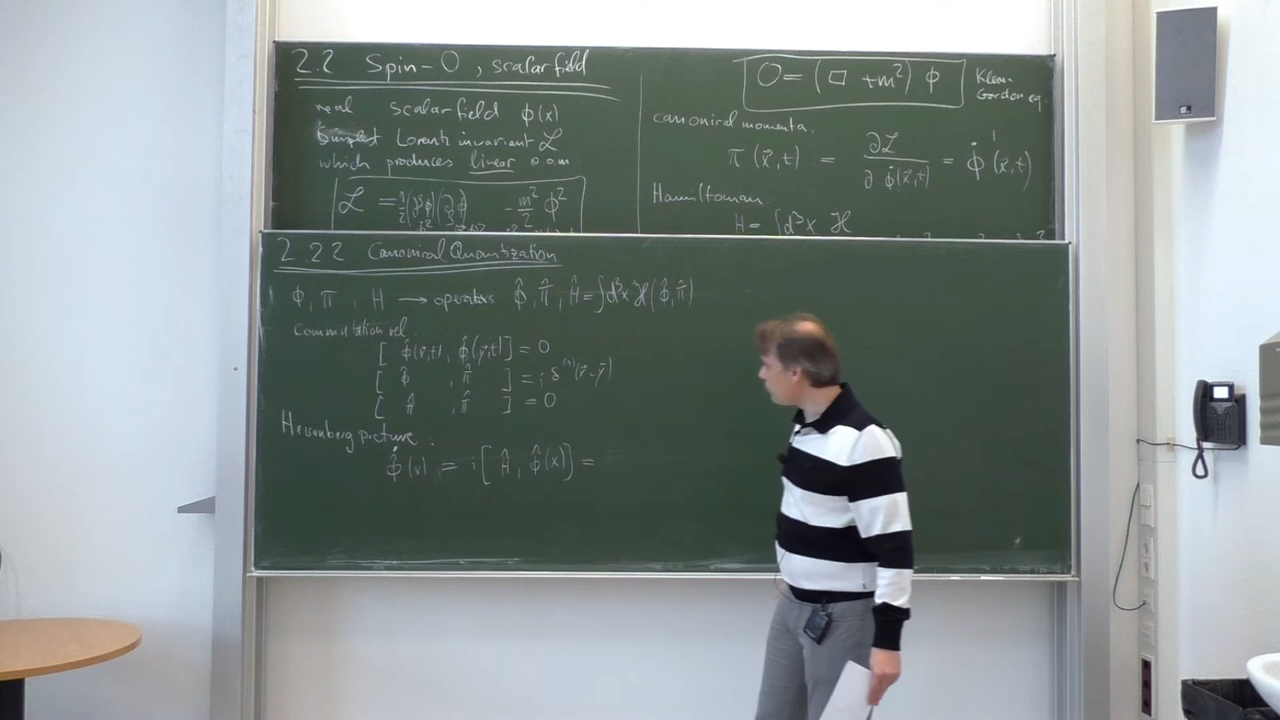 2.2 Spin-0, scalar field
real scalar field ϕ(x)
Simplest Lorentz invariant ℒ
which produces linear e.o.m
ℒ = 1/2 (∂ϕ)(∂ϕ) - m²/2 ϕ²
0 = (□ + m²) ϕ
Klein-
Gordon eq.
canonical momenta.
π(x⃗,t) = ∂ℒ / ∂ϕ̇(x⃗,t) = ϕ̇(x⃗,t)
Hamiltonian
H = ∫d³x ℋ
2.2.2 Canonical Quantization
ϕ, π, H → operators ϕ̂, π̂, Ĥ = ∫d³x ℋ(ϕ̂, π̂)
Commutation rel.
[ϕ̂(x⃗,t), ϕ̂(y⃗,t)] = 0
[ϕ̂ , π̂ ] = i δ⁽³⁾(x⃗-y⃗)
[π̂ , π̂ ] = 0
Heisenberg picture.
ϕ̂̇(x) = i[Ĥ, ϕ̂(x)] =